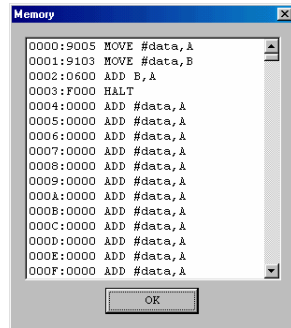 Memory
0000:9005 MOVE #data,A
0001:9103 MOVE #data,B
0002:0600 ADD B,A
0003:F000 HALT
0004:0000 ADD #data,A
0005:0000 ADD #data,A
0006:0000 ADD #data,A
0007:0000 ADD #data,A
0008:0000 ADD #data,A
0009:0000 ADD #data,A
000A:0000 ADD #data,A
000B:0000 ADD #data,A
000C:0000 ADD #data,A
000D:0000 ADD #data,A
000E:0000 ADD #data,A
000F:0000 ADD #data,A
OK